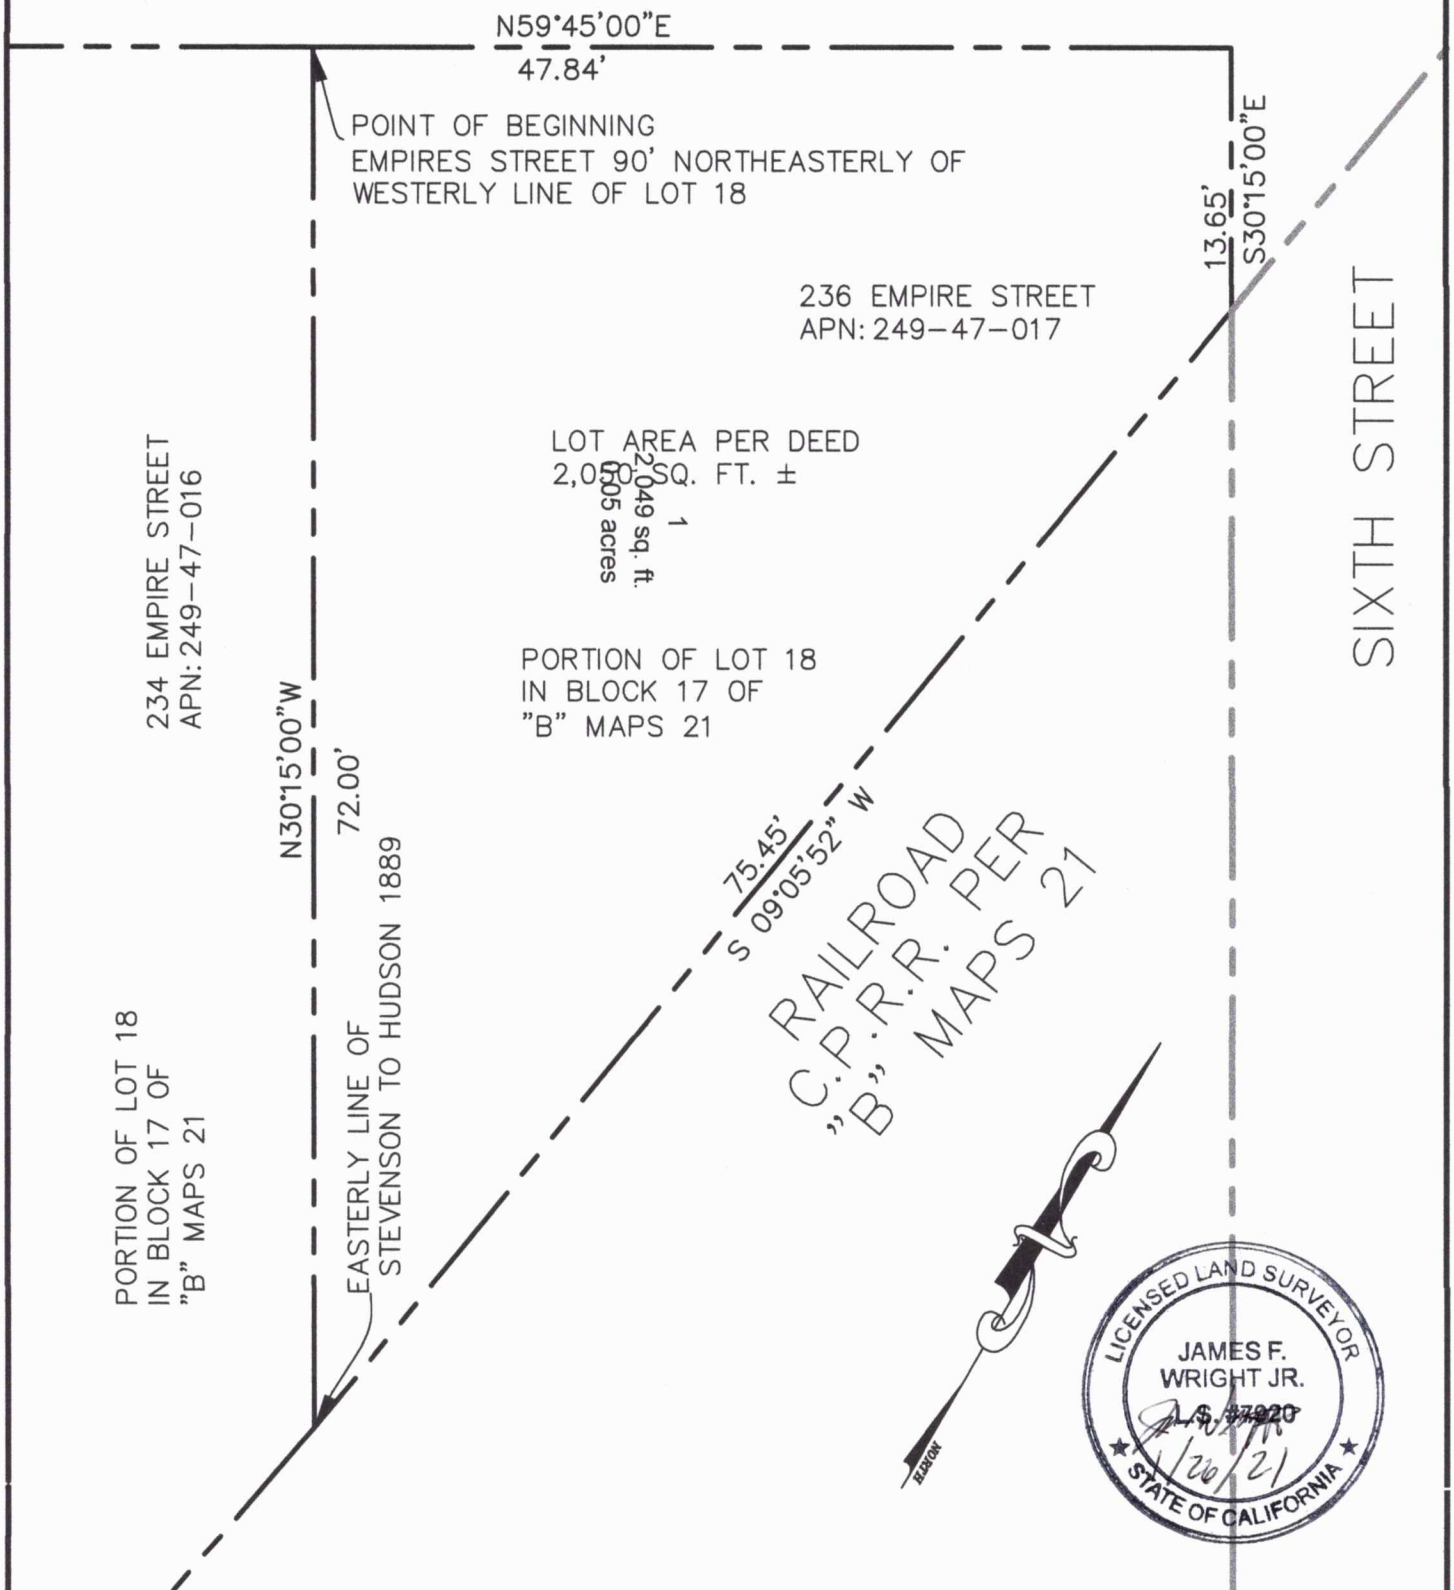 N59°45'00"E
47.84'
POINT OF BEGINNING
EMPIRES STREET 90' NORTHEASTERLY OF
WESTERLY LINE OF LOT 18
13.65'
S30°15'00"E
236 EMPIRE STREET
APN: 249-47-017
SIXTH STREET
LOT AREA PER DEED
2,050 SQ. FT. ±
1
2,049 sq. ft.
0.05 acres
234 EMPIRE STREET
APN: 249-47-016
PORTION OF LOT 18
IN BLOCK 17 OF
"B" MAPS 21
N30°15'00"W
72.00'
75.45'
S 09°05'52" W
RAILROAD
C.P.R.R. PER
"B" MAPS 21
EASTERLY LINE OF
STEVENSON TO HUDSON 1889
PORTION OF LOT 18
IN BLOCK 17 OF
"B" MAPS 21
NORTH
LICENSED LAND SURVEYOR
JAMES F.
WRIGHT JR.
L.S. #7920
1/26/21
STATE OF CALIFORNIA